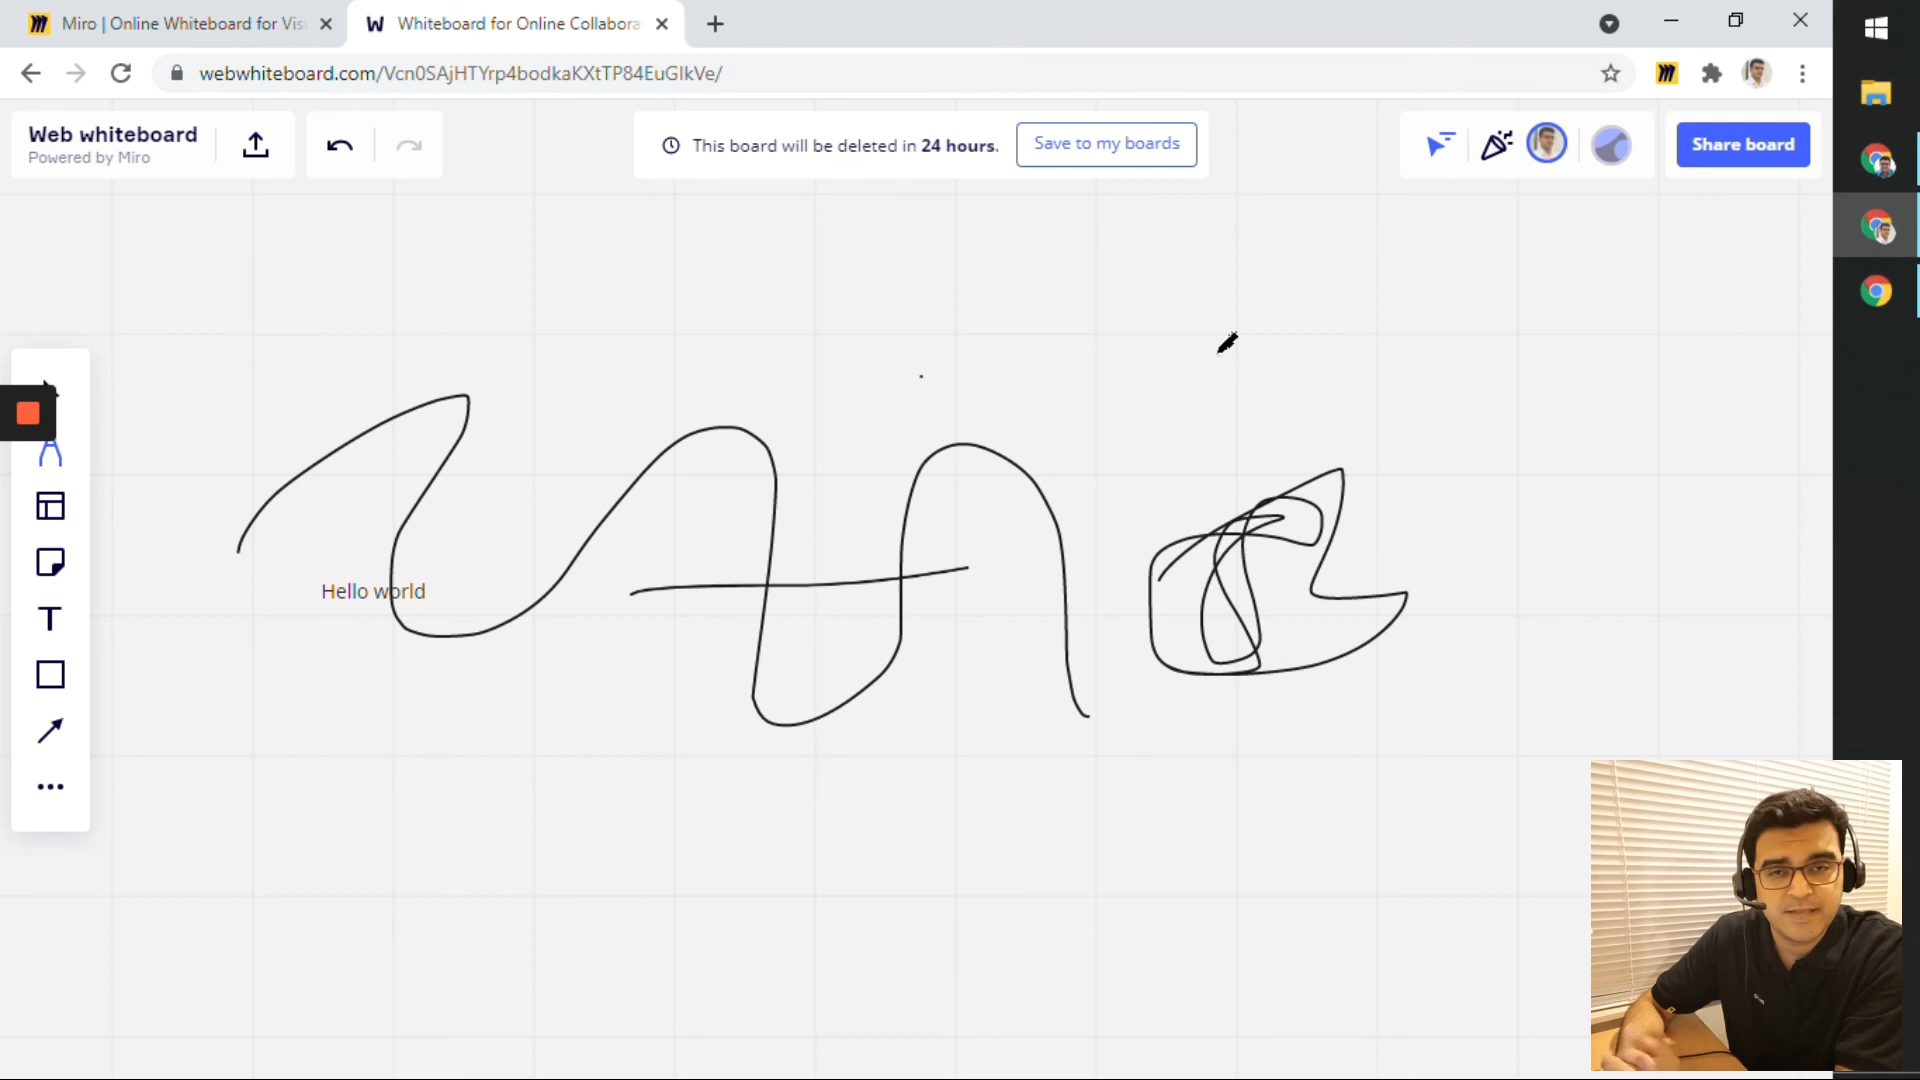 Miro | Online Whiteboard for Vis
Whiteboard for Online Collabora
webwhiteboard.com/Vcn0SAjHTYrp4bodkaKXtTP84EuGlkVe/
Web whiteboard
Powered by Miro
This board will be deleted in 24 hours.
Save to my boards
Share board
Hello world
T